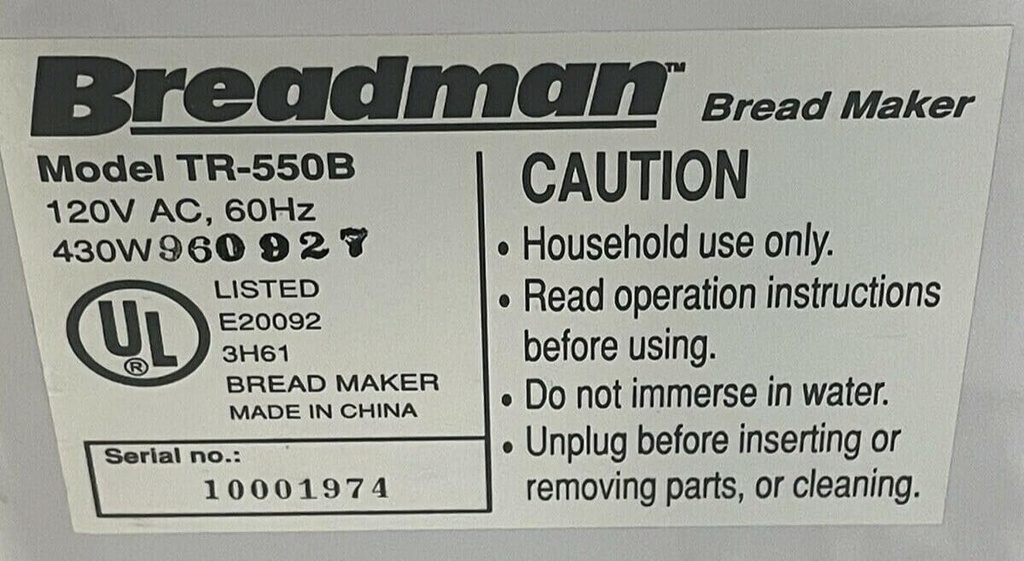 Breadman™ Bread Maker
Model TR-550B
120V AC, 60Hz
430W 960927
UL®
LISTED
E20092
3H61
BREAD MAKER
MADE IN CHINA
Serial no.:
10001974
CAUTION
• Household use only.
• Read operation instructions
before using.
• Do not immerse in water.
• Unplug before inserting or
removing parts, or cleaning.